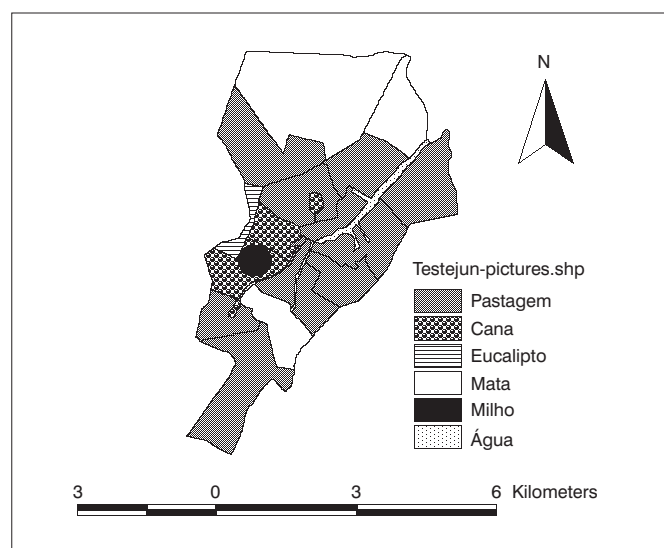 N
Testejun-pictures.shp
Pastagem
Cana
Eucalipto
Mata
Milho
Água
3 0 3 6 Kilometers